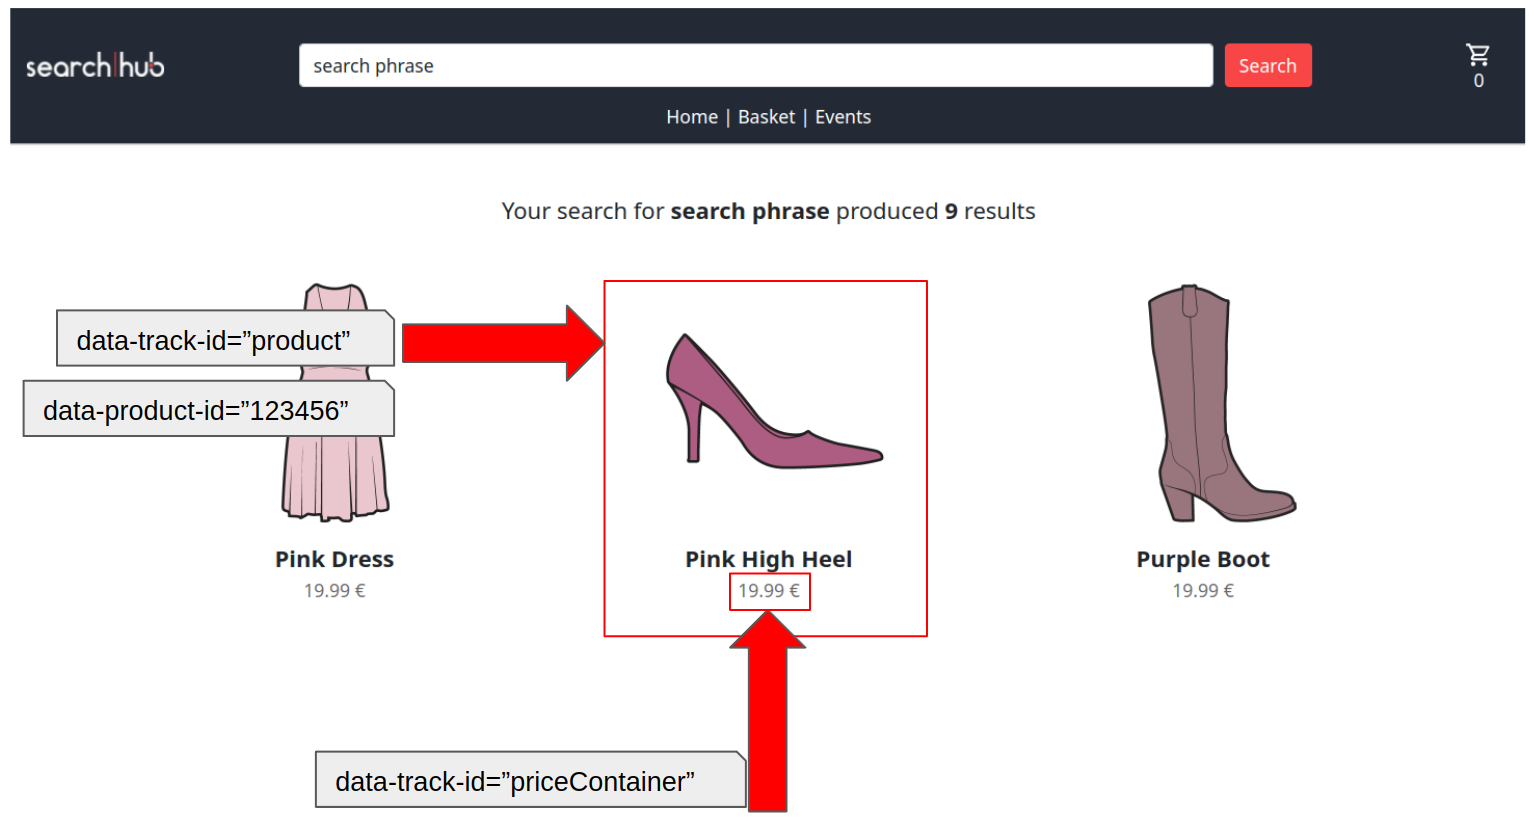 search|hub
search phrase
Search
0
Home | Basket | Events
Your search for search phrase produced 9 results
data-track-id=”product”
data-product-id=”123456”
Pink Dress
19.99 €
Pink High Heel
19.99 €
Purple Boot
19.99 €
data-track-id=”priceContainer”